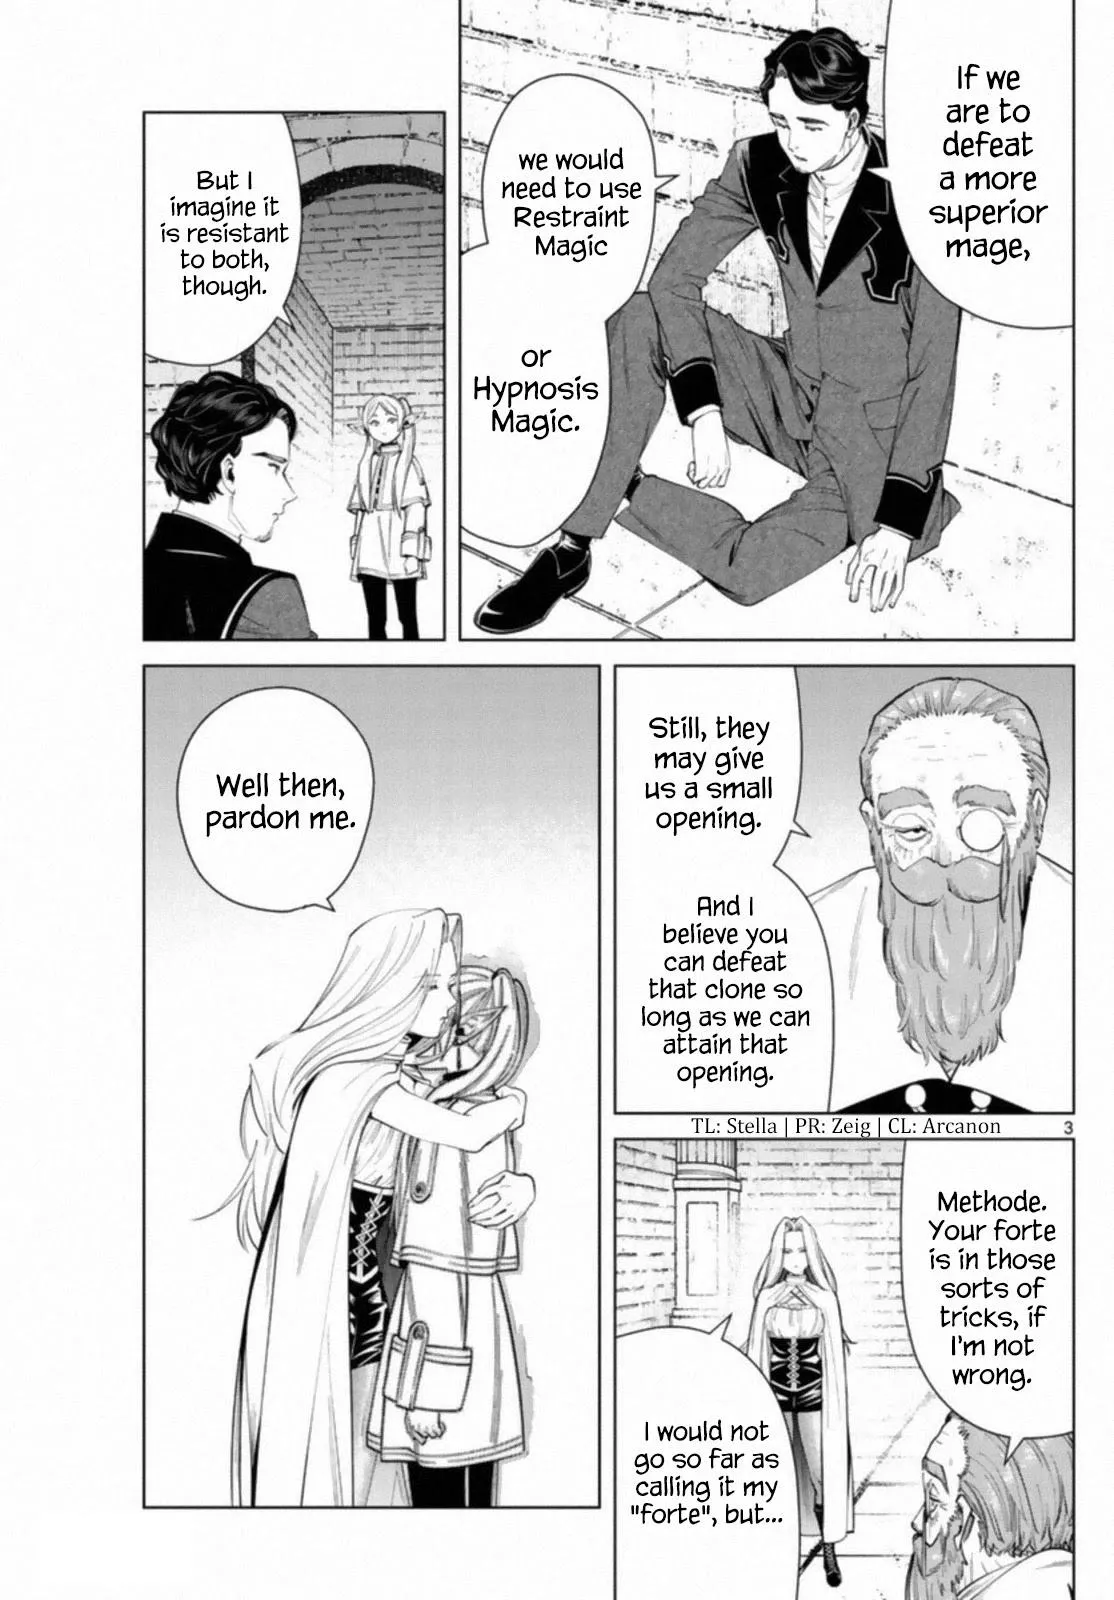 If we
are to
defeat
a more
superior
mage,
we would
need to use
Restraint
Magic
or
Hypnosis
Magic.
But I
imagine it
is resistant
to both,
though.
Still, they
may give
us a small
opening.
And I
believe you
can defeat
that clone so
long as we can
attain that
opening.
TL: Stella | PR: Zeig | CL: Arcanon
3
Methode.
Your forte
is in those
sorts of
tricks, if
I'm not
wrong.
I would not
go so far as
calling it my
"forte", but...
Well then,
pardon me.